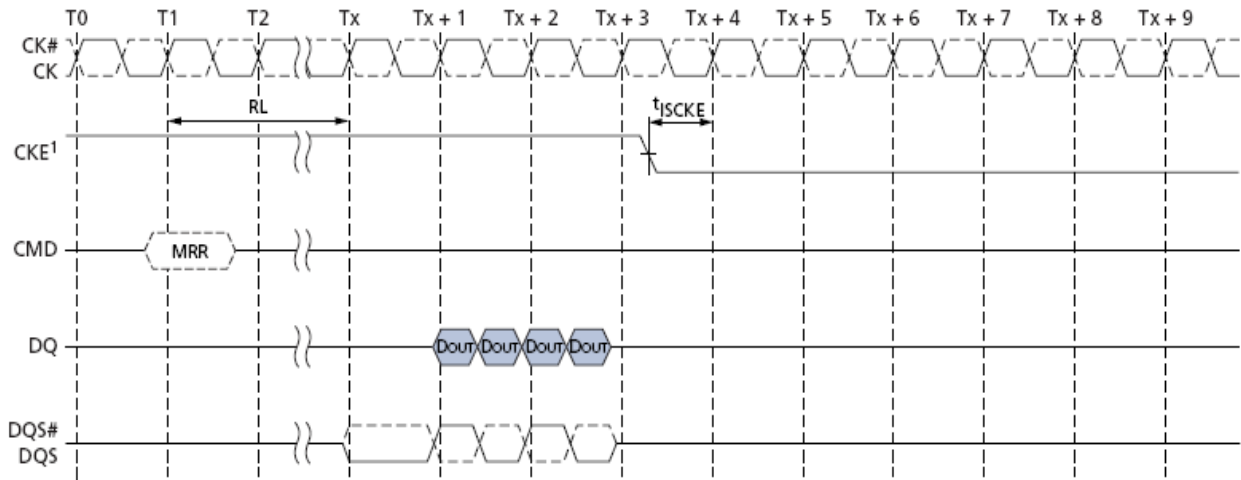 T0 T1 T2 Tx Tx + 1 Tx + 2 Tx + 3 Tx + 4 Tx + 5 Tx + 6 Tx + 7 Tx + 8 Tx + 9
CK#
CK
RL
tISCKE
CKE1
CMD
MRR
DQ
DOUT DOUT DOUT DOUT
DQS#
DQS